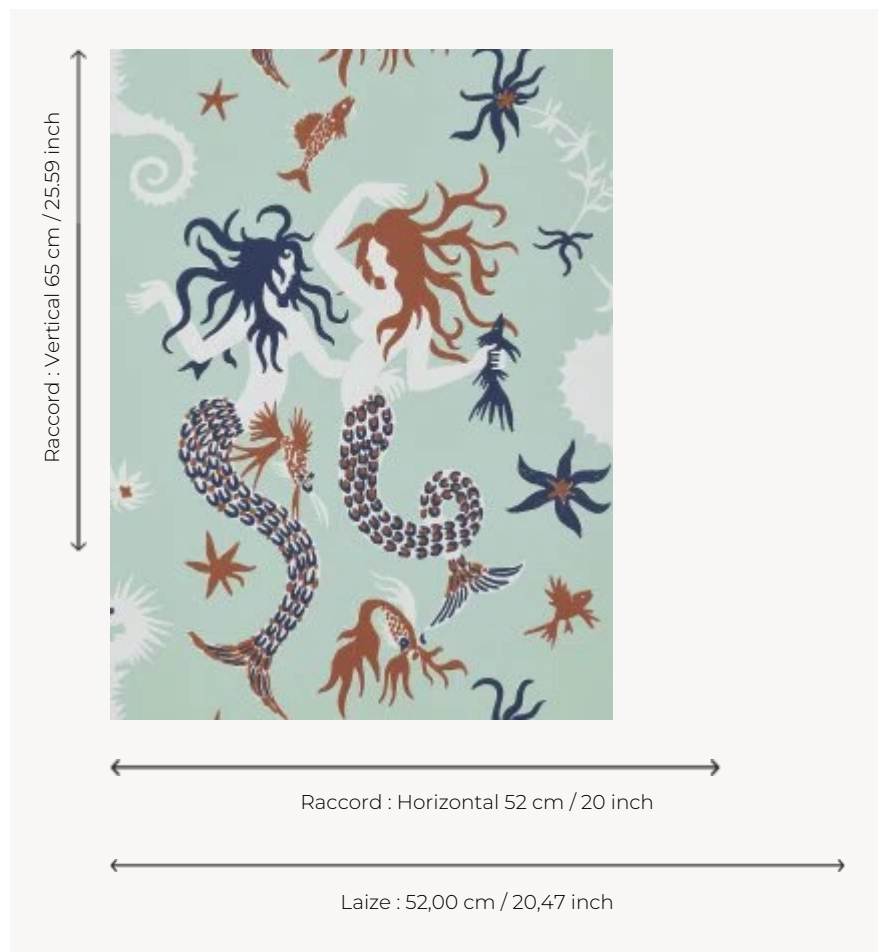 Raccord : Vertical 65 cm / 25.59 inch
Raccord : Horizontal 52 cm / 20 inch
Laize : 52,00 cm / 20,47 inch